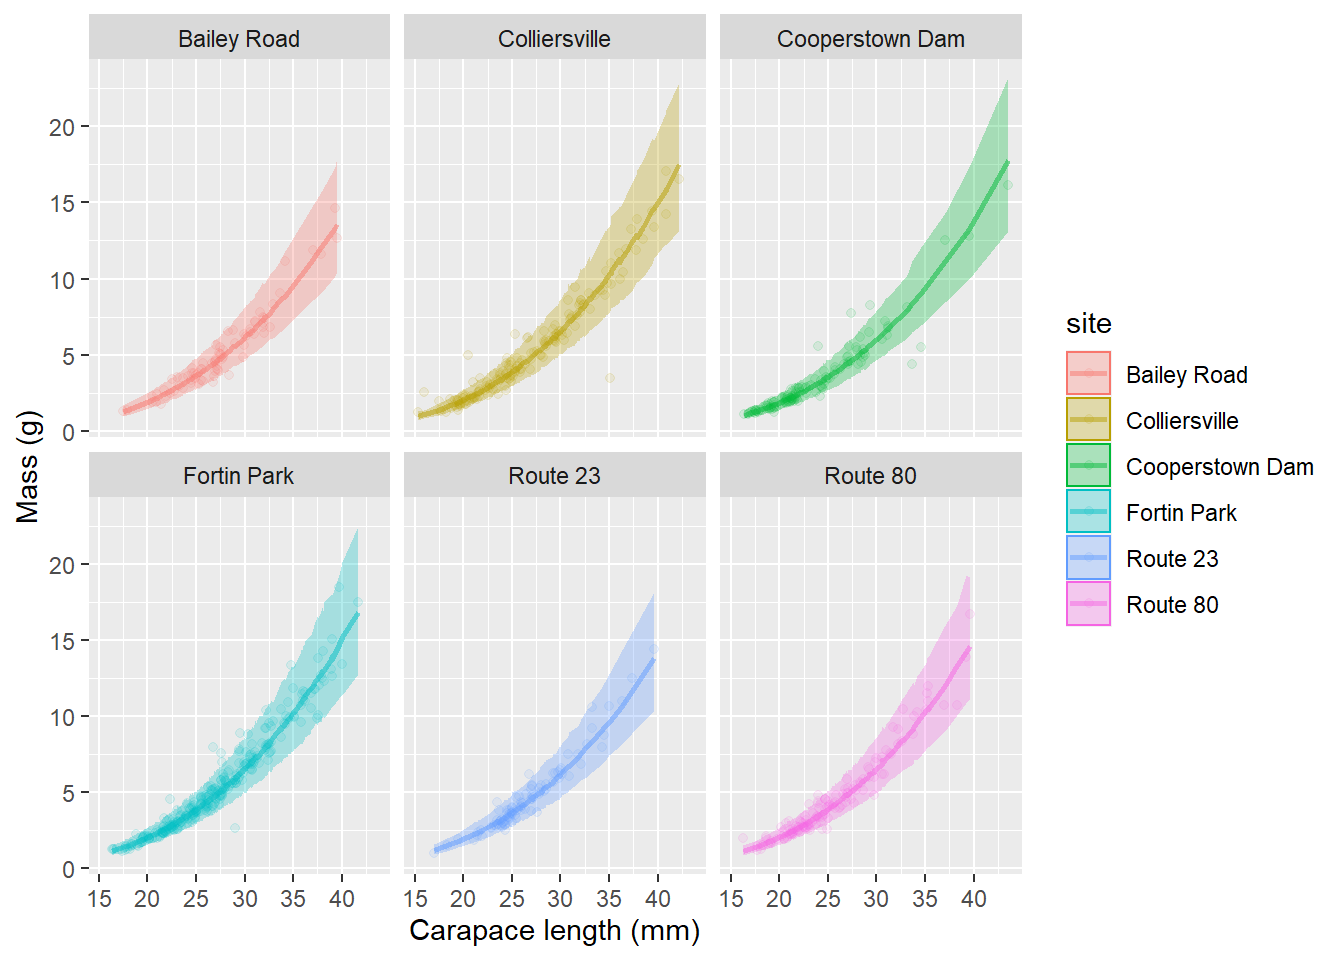 Bailey Road
Colliersville
Cooperstown Dam
20
15
10
5
0
Fortin Park
Route 23
Route 80
20
15
10
5
0
15 20 25 30 35 40
15 20 25 30 35 40
15 20 25 30 35 40
Carapace length (mm)
Mass (g)
site
Bailey Road
Colliersville
Cooperstown Dam
Fortin Park
Route 23
Route 80